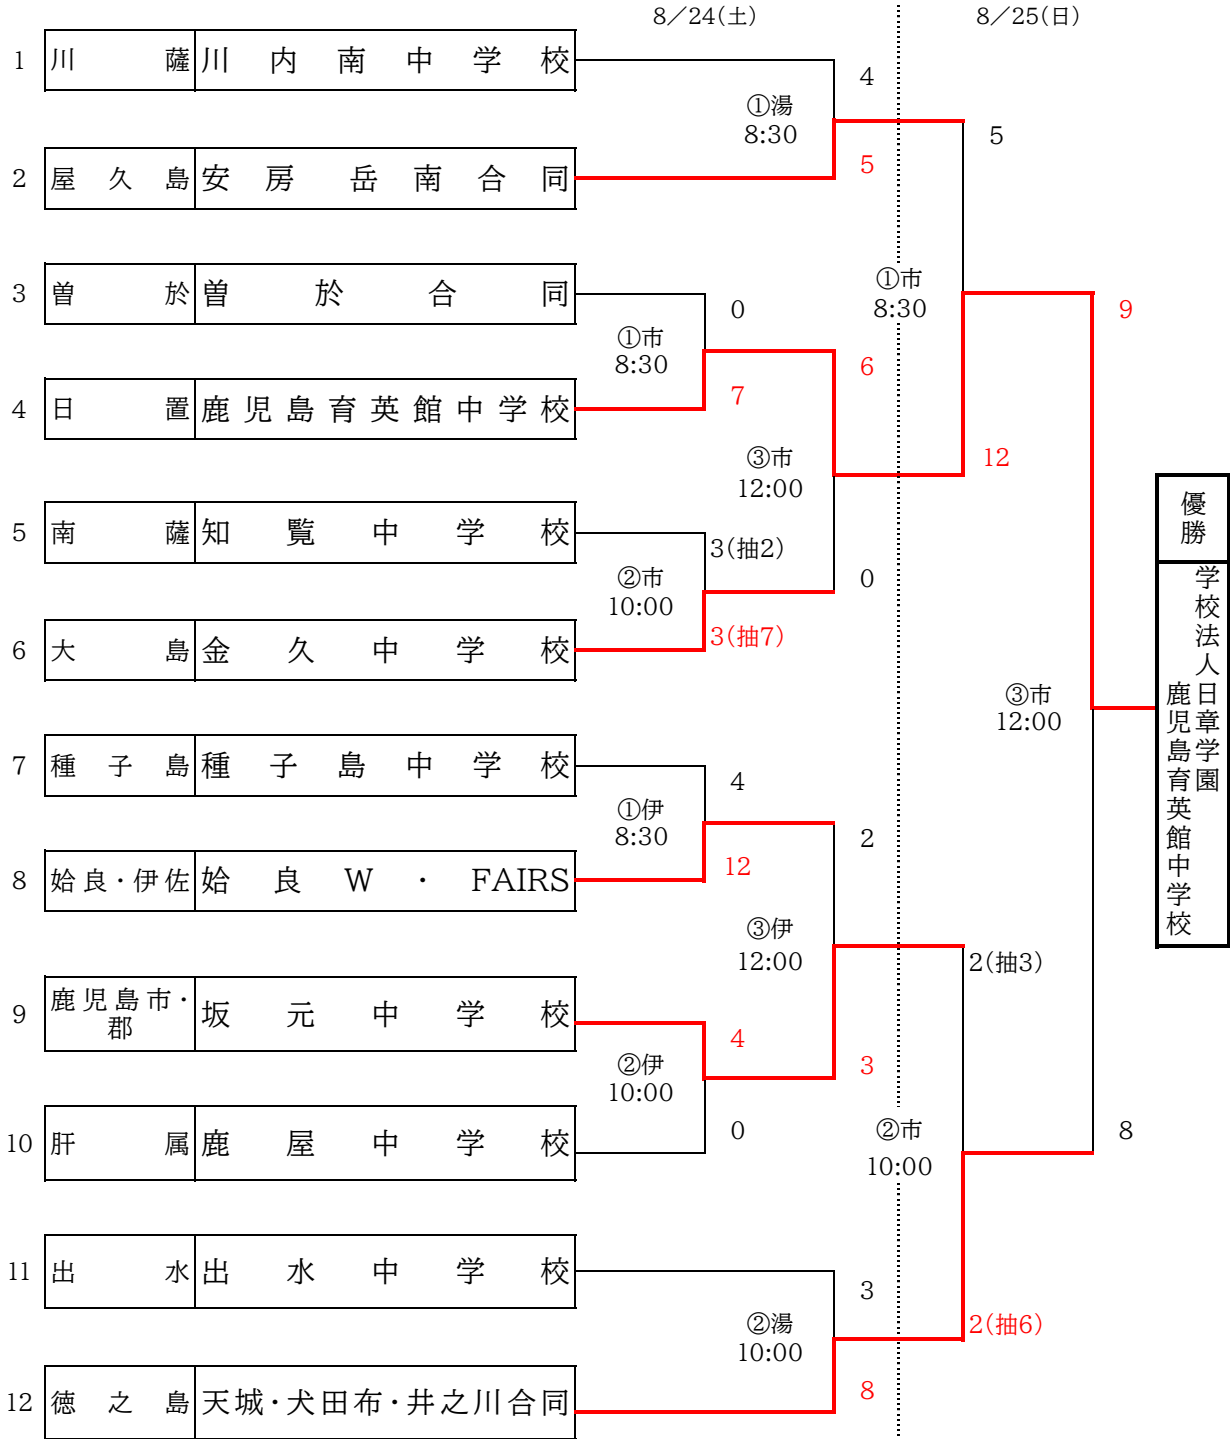 8／24(土)
8／25(日)
1 川薩 川内南中学校
4
①湯
8:30
5
2 屋久島 安房岳南合同
5
3 曽於 曽於合同
0
①市
8:30
①市
8:30
9
6
4 日置 鹿児島育英館中学校
7
③市
12:00
12
5 南薩 知覧中学校
3(抽2)
②市
10:00
0
6 大島 金久中学校
3(抽7)
優勝
学校法人日章学園
鹿児島育英館中学校
③市
12:00
7 種子島 種子島中学校
4
①伊
8:30
2
8 姶良・伊佐 姶良W・FAIRS
12
③伊
12:00
2(抽3)
9 鹿児島市・郡 坂元中学校
4
②伊
10:00
3
10 肝属 鹿屋中学校
0
②市
10:00
8
11 出水 出水中学校
3
②湯
10:00
2(抽6)
12 徳之島 天城・犬田布・井之川合同
8